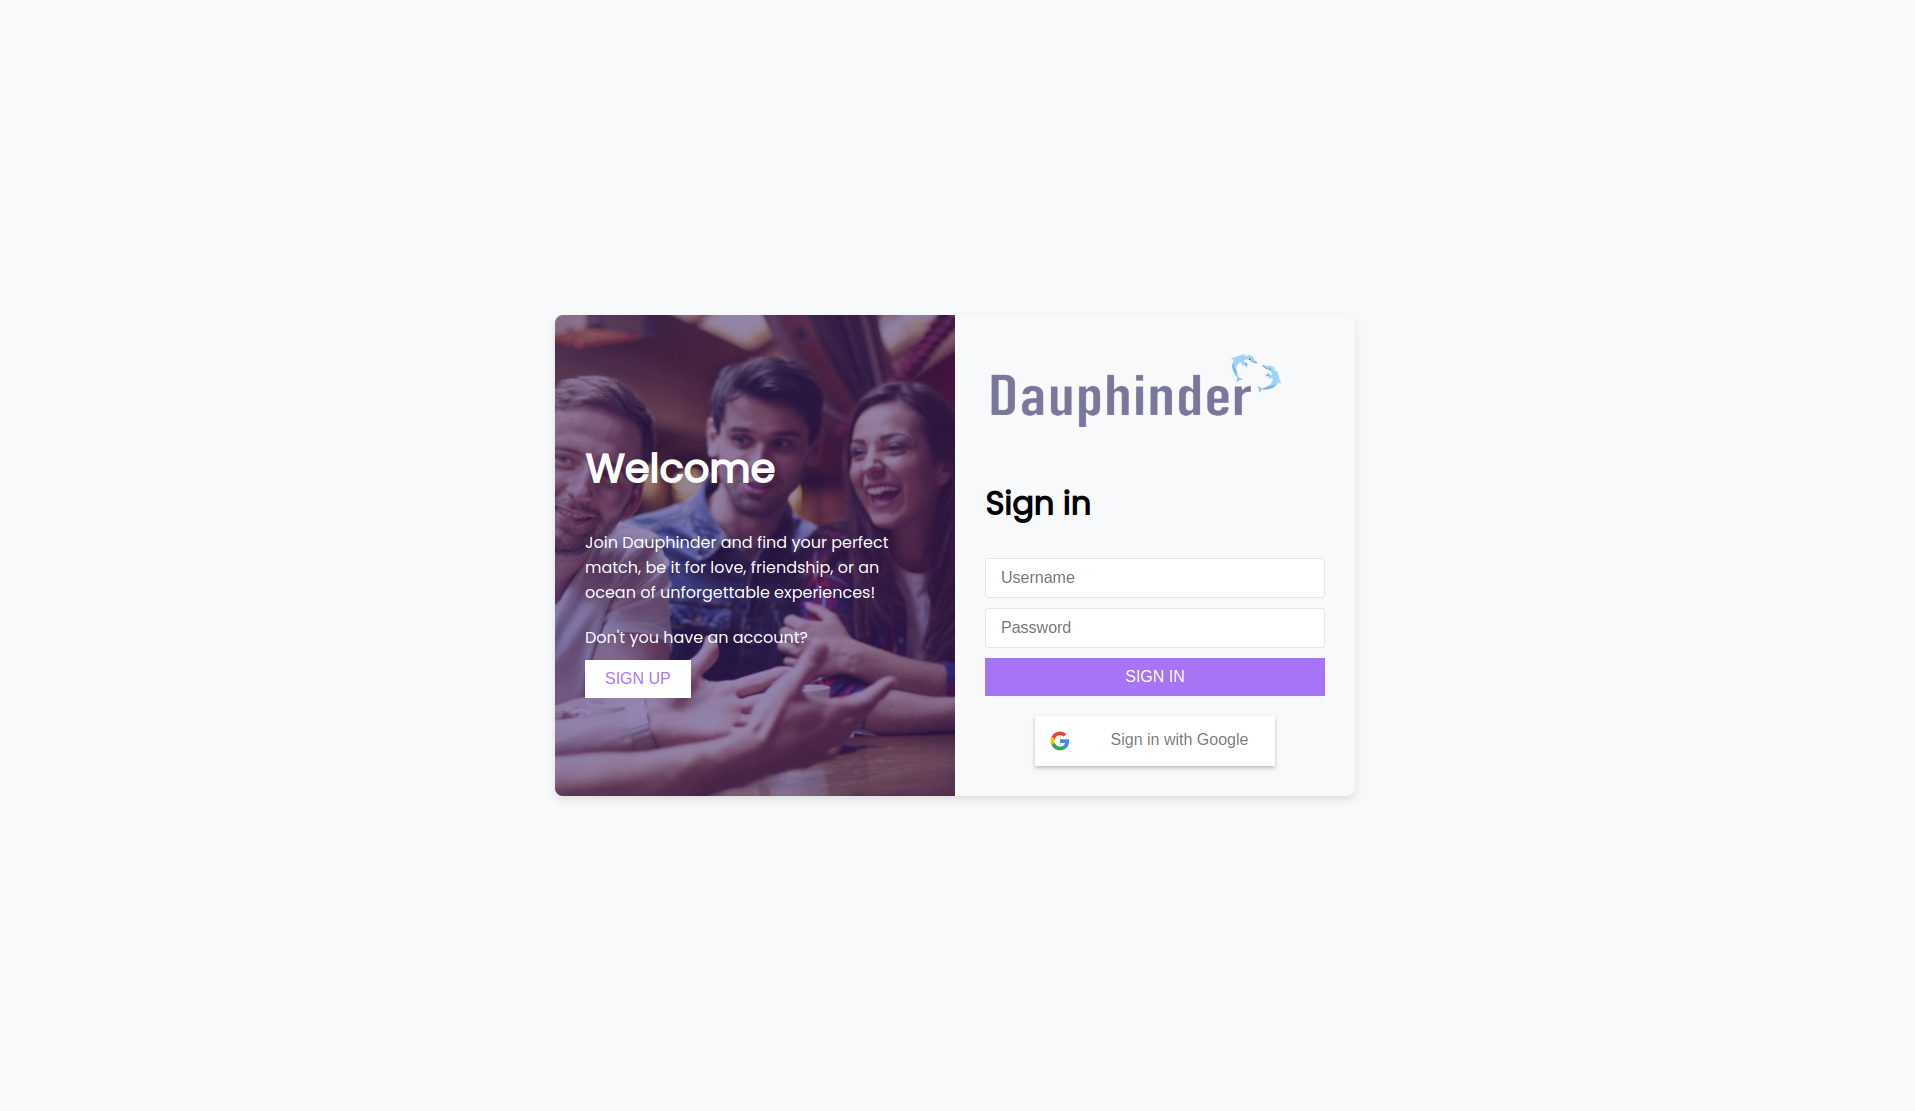 Welcome
Join Dauphinder and find your perfect
match, be it for love, friendship, or an
ocean of unforgettable experiences!
Don't you have an account?
SIGN UP
Dauphinder
Sign in
Username
Password
SIGN IN
Sign in with Google